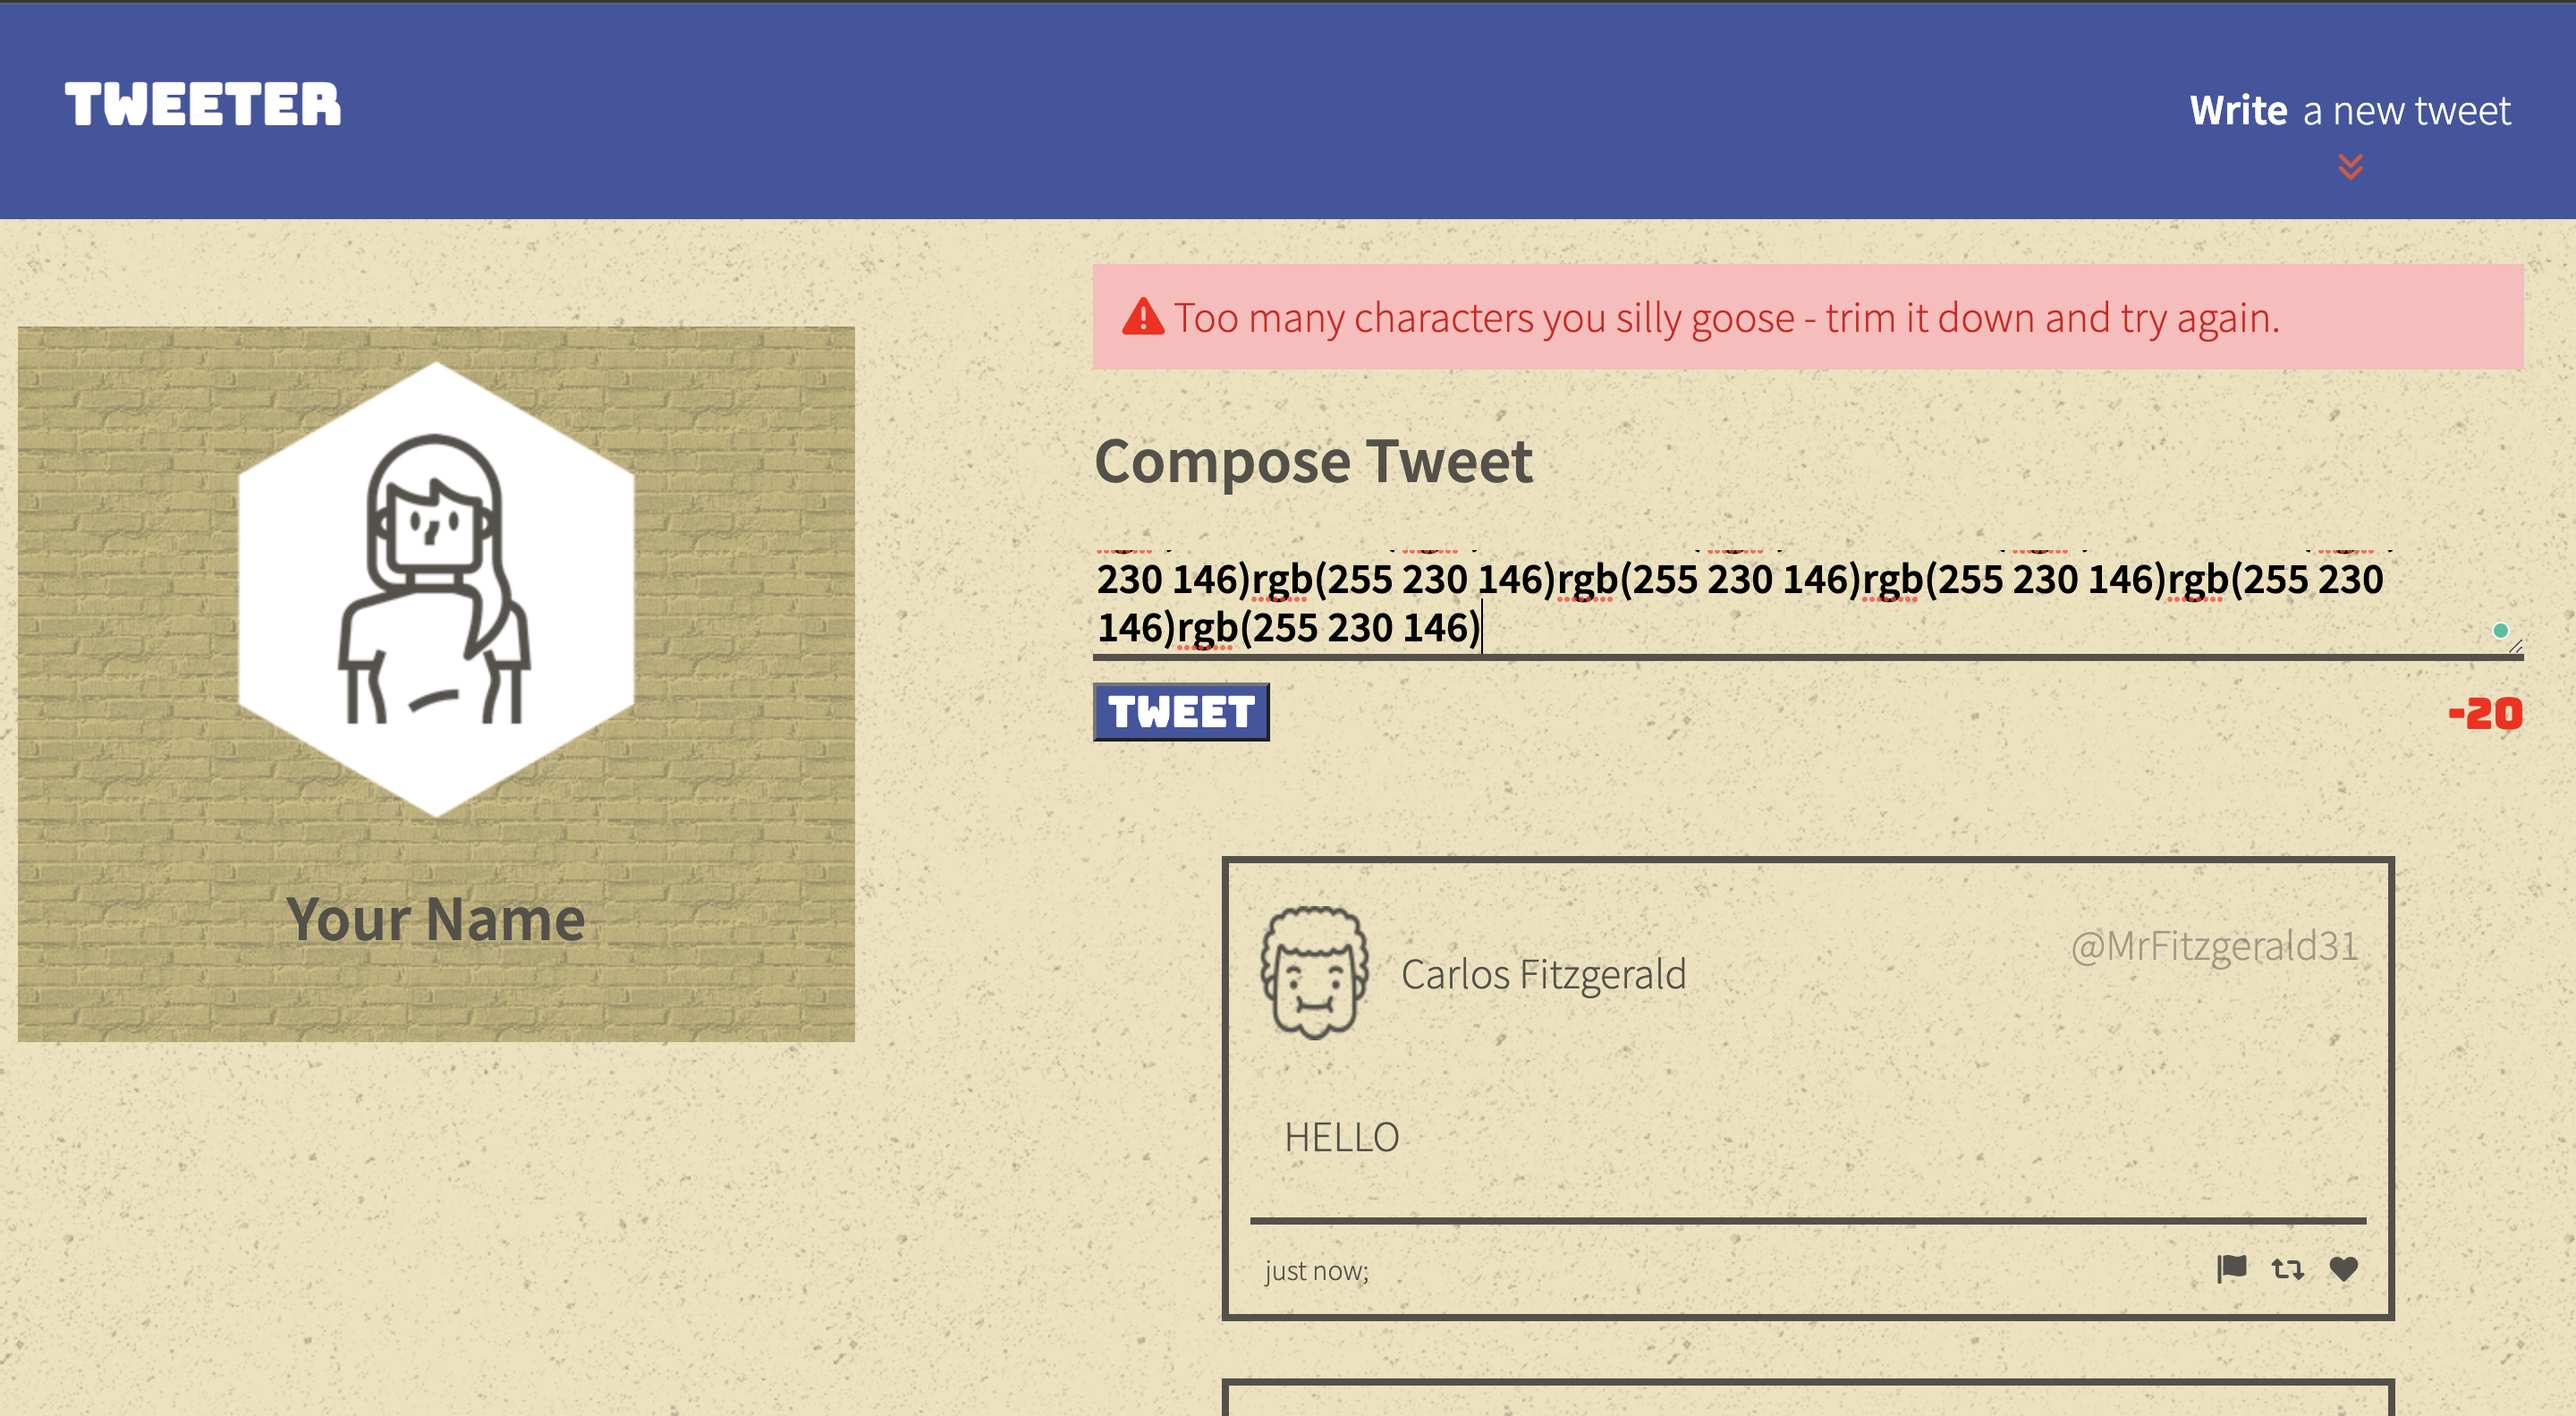 TWEETER
Write a new tweet
Too many characters you silly goose - trim it down and try again.
Compose Tweet
230 146)rgb(255 230 146)rgb(255 230 146)rgb(255 230 146)rgb(255 230
146)rgb(255 230 146)
TWEET
-20
Your Name
Carlos Fitzgerald
@MrFitzgerald31
HELLO
just now;